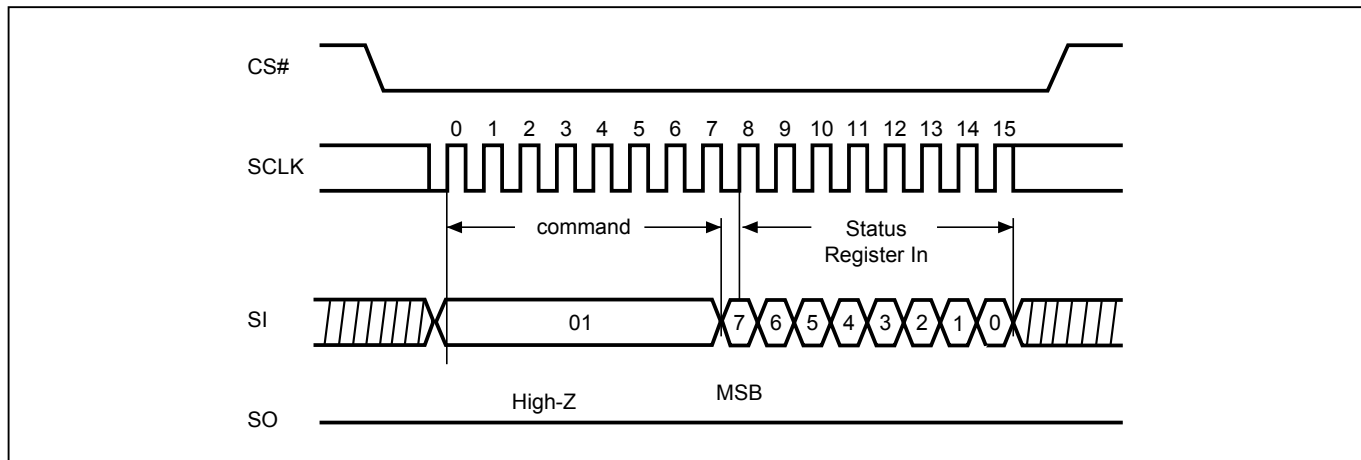 CS#
0 1 2 3 4 5 6 7 8 9 10 11 12 13 14 15
SCLK
command
Status
Register In
SI
01
7 6 5 4 3 2 1 0
MSB
High-Z
SO